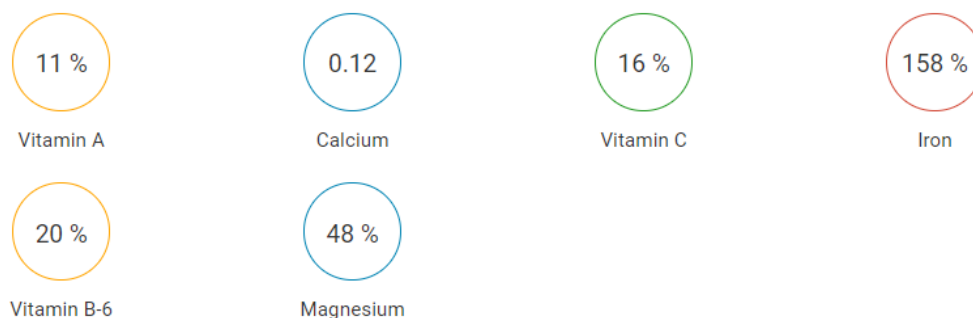 11 %
0.12
16 %
158 %
Vitamin A
Calcium
Vitamin C
Iron
20 %
48 %
Vitamin B-6
Magnesium